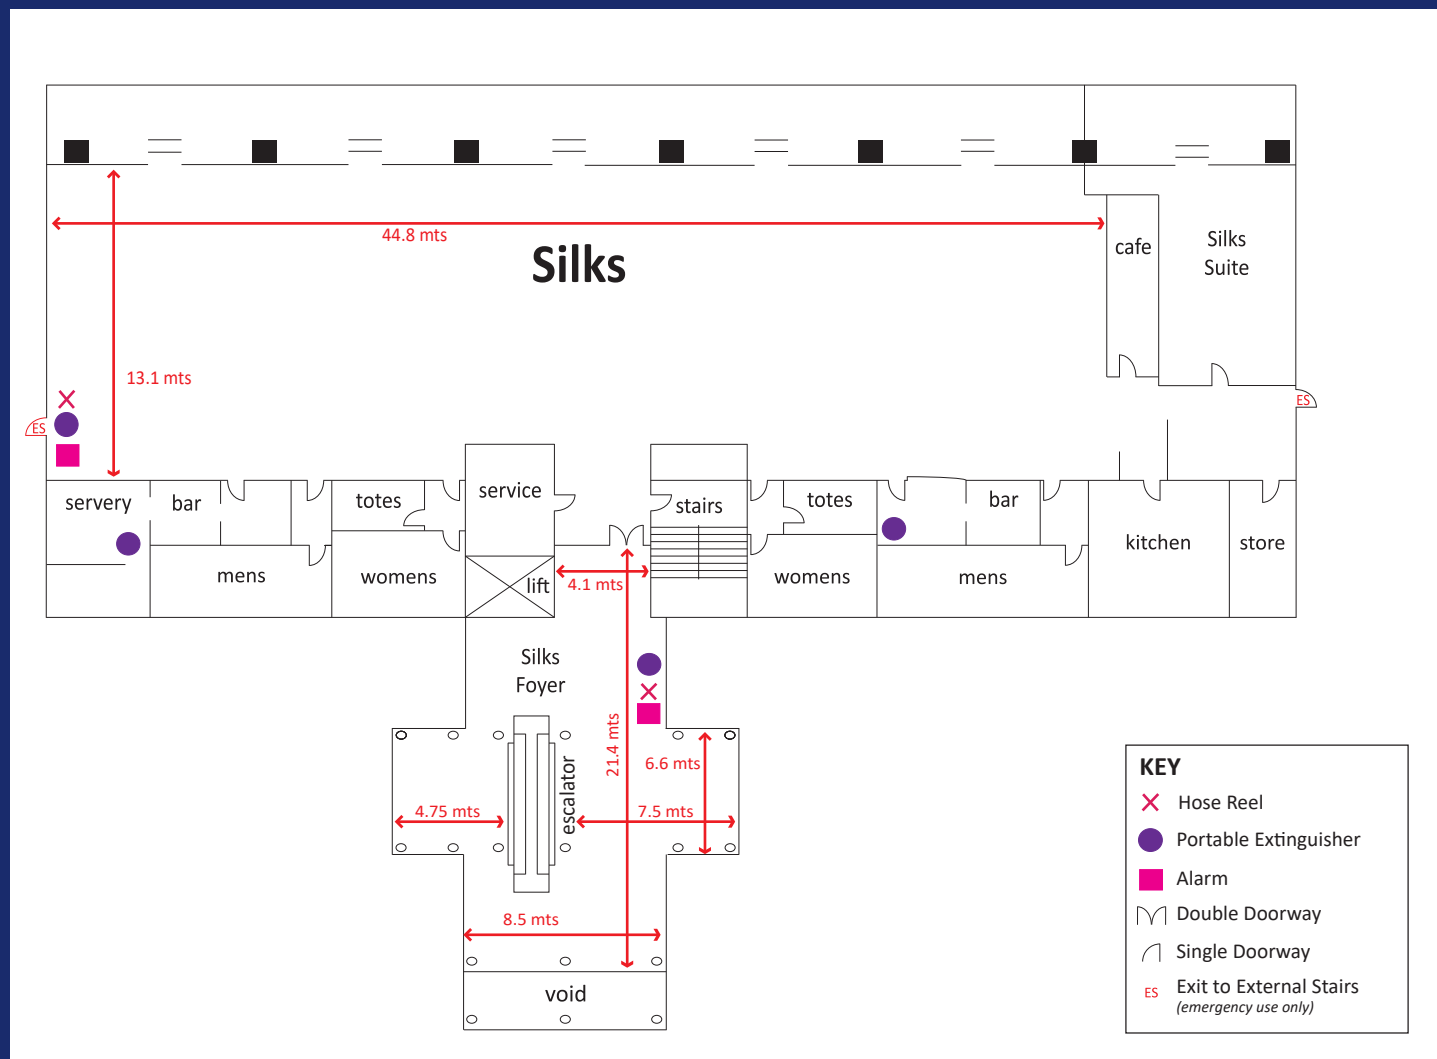 44.8 mts
Silks
cafe
Silks
Suite
13.1 mts
ES
ES
servery
bar
totes
service
stairs
totes
bar
kitchen
store
mens
womens
lift
4.1 mts
womens
mens
Silks
Foyer
21.4 mts
6.6 mts
escalator
4.75 mts
7.5 mts
8.5 mts
void
KEY
Hose Reel
Portable Extinguisher
Alarm
Double Doorway
Single Doorway
ES Exit to External Stairs
(emergency use only)